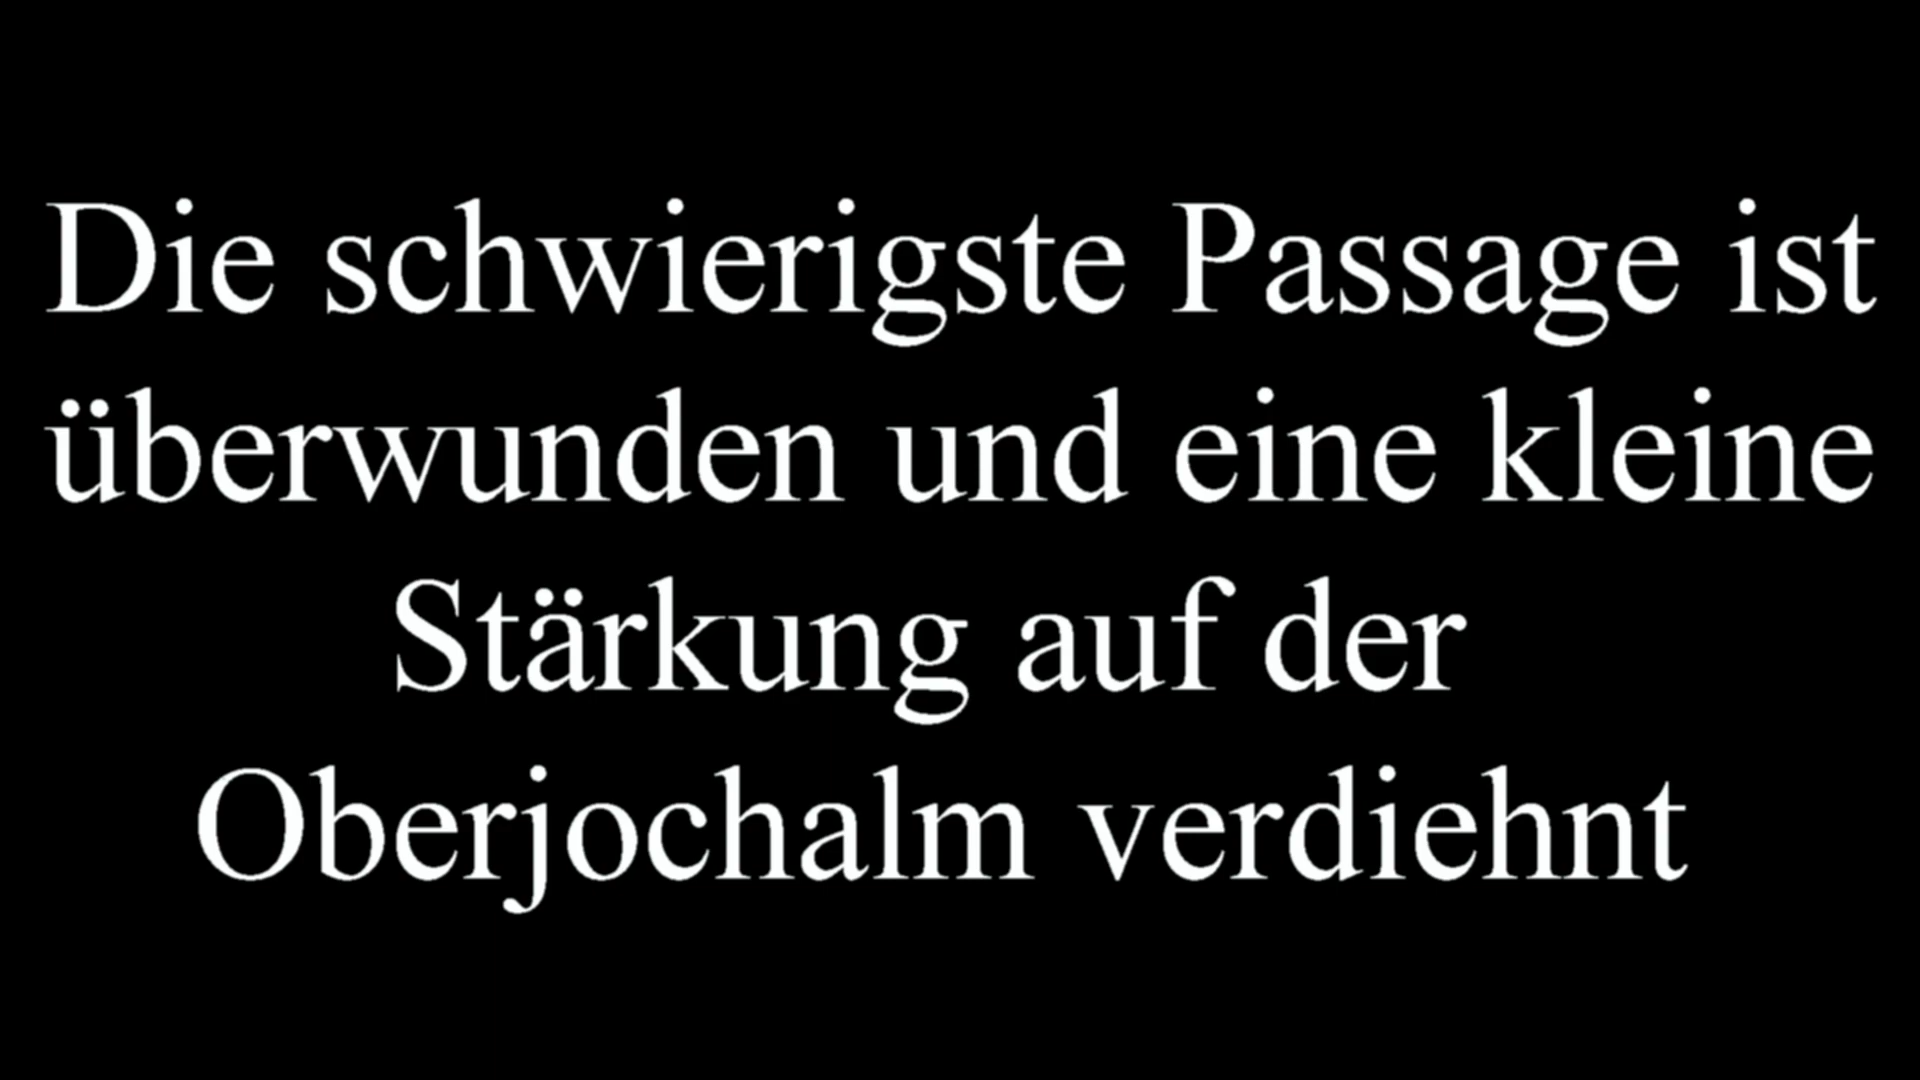 Die schwierigste Passage ist
überwunden und eine kleine
Stärkung auf der
Oberjochalm verdiehnt